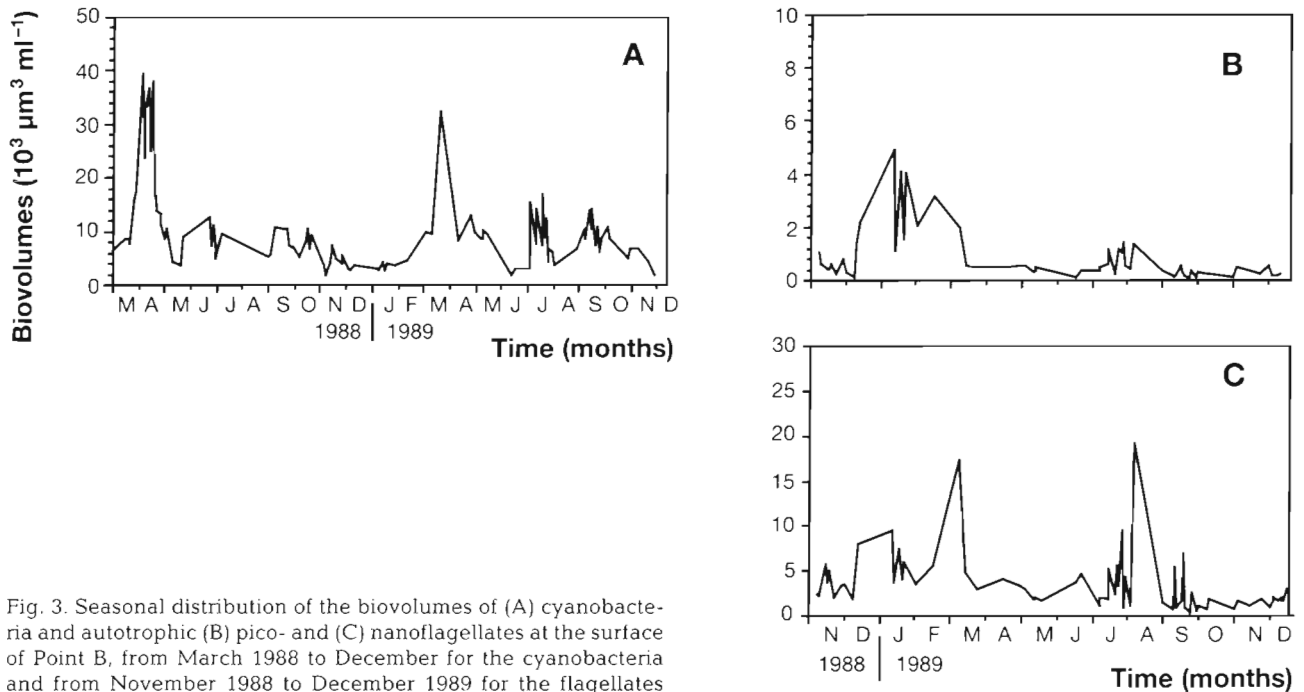 Biovolumes (10³ µm³ ml⁻¹)
50
40
30
20
10
0
A
M A M J J A S O N D J F M A M J J A S O N D
1988 | 1989
Time (months)
10
8
6
4
2
0
B
30
25
20
15
10
5
0
C
N D J F M A M J J A S O N D
1988 | 1989
Time (months)
Fig. 3. Seasonal distribution of the biovolumes of (A) cyanobacte-
ria and autotrophic (B) pico- and (C) nanoflagellates at the surface
of Point B, from March 1988 to December for the cyanobacteria
and from November 1988 to December 1989 for the flagellates